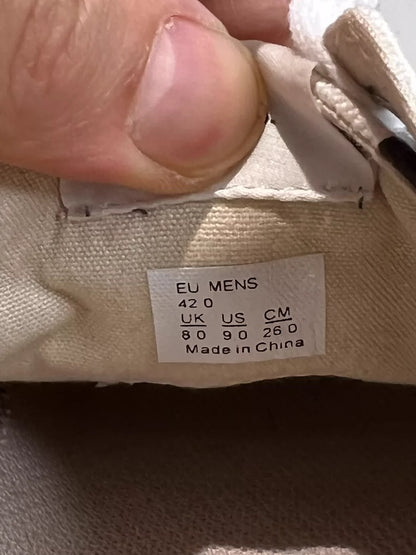 EU MENS
42 0
UK US CM
8 0 9 0 26 0
Made in China